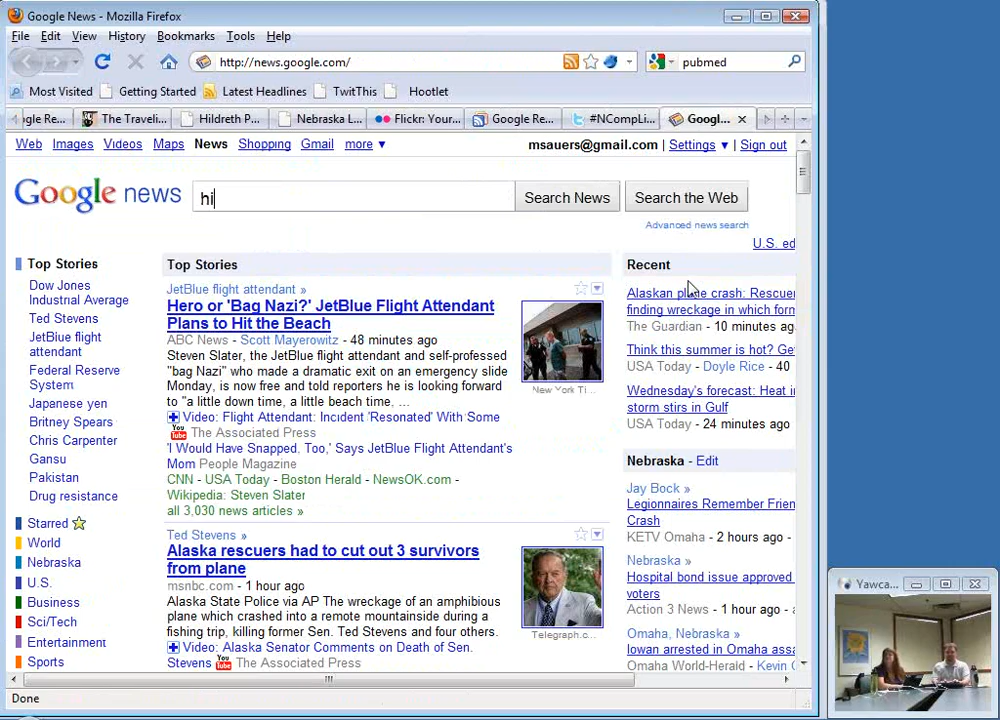 Google News - Mozilla Firefox
File Edit View History Bookmarks Tools Help
http://news.google.com/
pubmed
Most Visited Getting Started Latest Headlines TwitThis Hootlet
gle Re... The Traveli... Hildreth P... Nebraska L... Flickr: Your... Google Re... #NCompLi... Googl...
Web Images Videos Maps News Shopping Gmail more ▼
msauers@gmail.com | Settings ▼ | Sign out
Google news
hi
Search News
Search the Web
Advanced news search
U.S. ed
Top Stories
Dow Jones
Industrial Average
Ted Stevens
JetBlue flight
attendant
Federal Reserve
System
Japanese yen
Britney Spears
Chris Carpenter
Gansu
Pakistan
Drug resistance
Starred
World
Nebraska
U.S.
Business
Sci/Tech
Entertainment
Sports
Top Stories
JetBlue flight attendant »
Hero or 'Bag Nazi?' JetBlue Flight Attendant
Plans to Hit the Beach
ABC News - Scott Mayerowitz - 48 minutes ago
Steven Slater, the JetBlue flight attendant and self-professed
"bag Nazi" who made a dramatic exit on an emergency slide
Monday, is now free and told reporters he is looking forward
to "a little down time, a little beach time, ...
Video: Flight Attendant: Incident 'Resonated' With Some
You Tube The Associated Press
'I Would Have Snapped. Too,' Says JetBlue Flight Attendant's
Mom People Magazine
CNN - USA Today - Boston Herald - NewsOK.com -
Wikipedia: Steven Slater
all 3,030 news articles »
New York Ti...
Ted Stevens »
Alaska rescuers had to cut out 3 survivors
from plane
msnbc.com - 1 hour ago
Alaska State Police via AP The wreckage of an amphibious
plane which crashed into a remote mountainside during a
fishing trip, killing former Sen. Ted Stevens and four others.
Video: Alaska Senator Comments on Death of Sen.
Stevens You Tube The Associated Press
Telegraph.c...
Recent
Alaskan plane crash: Rescuer
finding wreckage in which form
The Guardian - 10 minutes ag
Think this summer is hot? Ge
USA Today - Doyle Rice - 40
Wednesday's forecast: Heat i
storm stirs in Gulf
USA Today - 24 minutes ago
Nebraska - Edit
Jay Bock »
Legionnaires Remember Frien
Crash
KETV Omaha - 2 hours ago -
Nebraska »
Hospital bond issue approved
voters
Action 3 News - 1 hour ago -
Omaha, Nebraska »
Iowan arrested in Omaha assa
Omaha World-Herald - Kevin C
Done
Yawca...